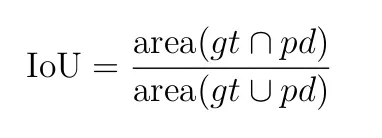 IoU = area(gt ∩ pd)
area(gt ∪ pd)